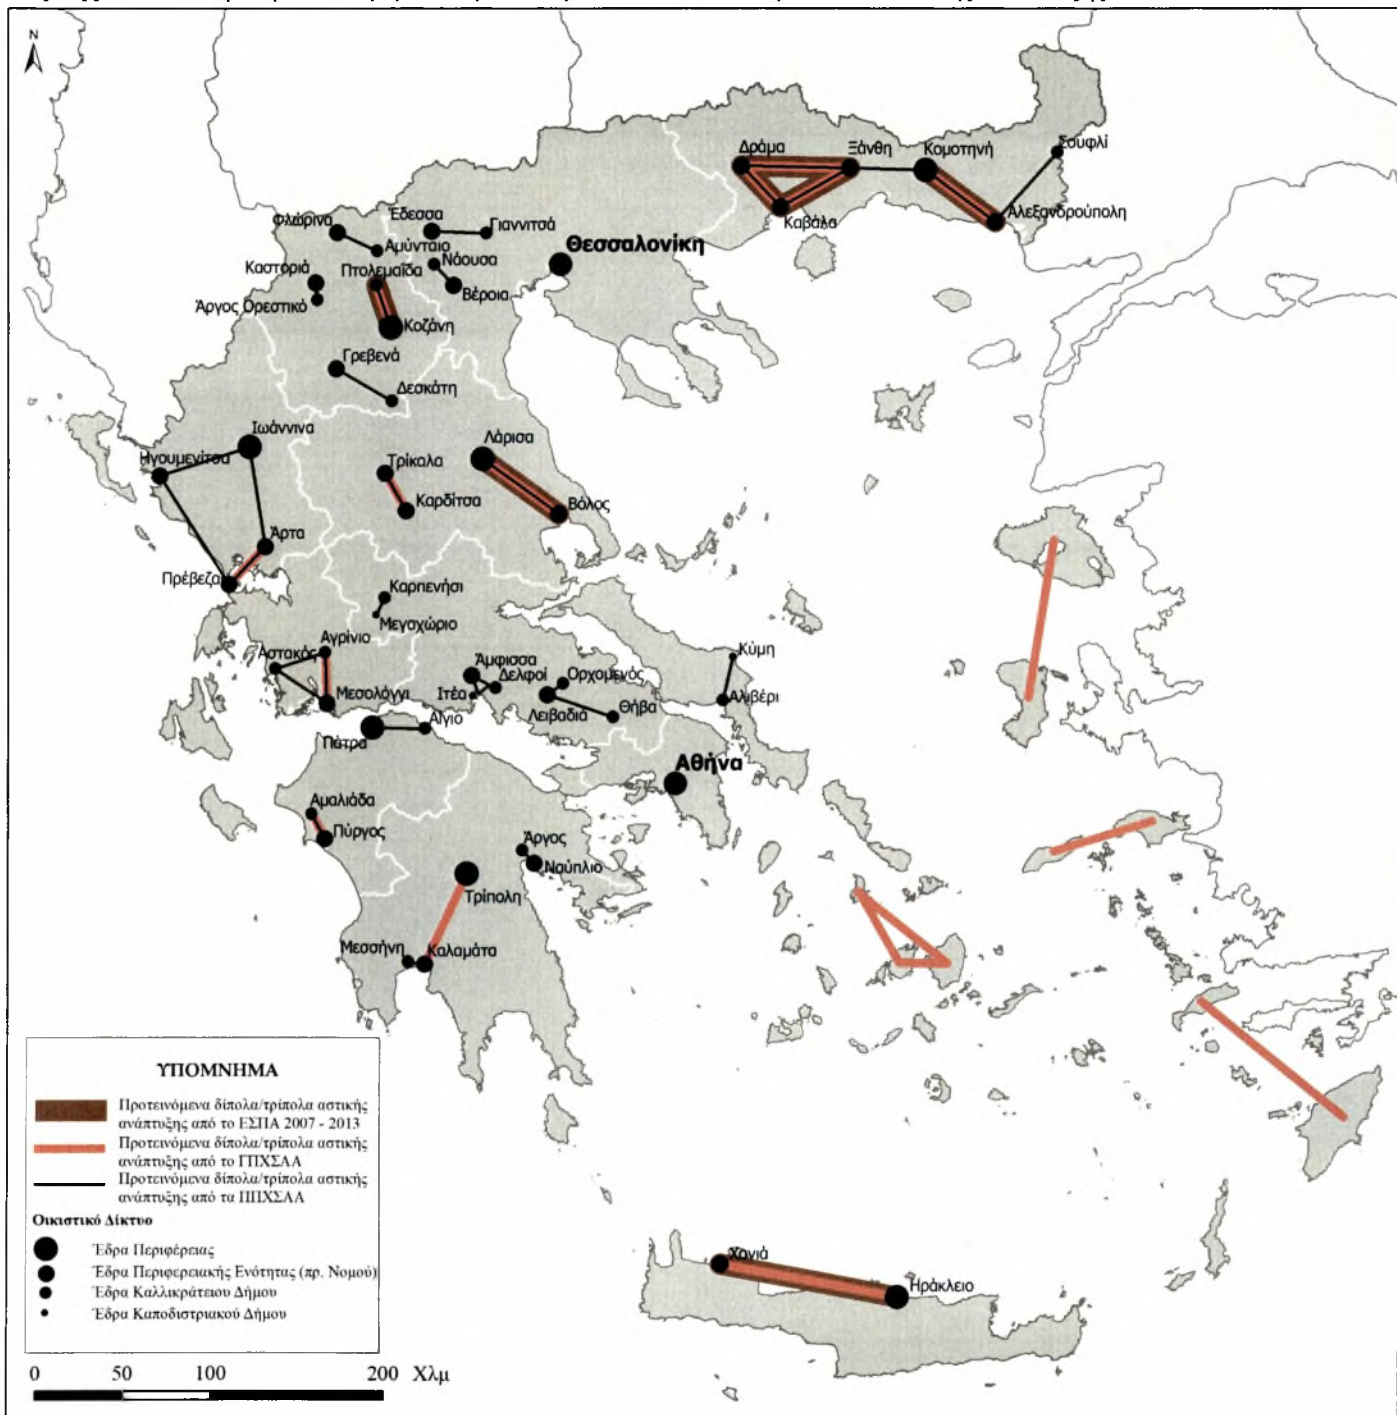 N
Δράμα
Ξάνθη
Κομοτηνή
Σουφλί
Καβάλα
Αλεξανδρούπολη
Φλώρινα
Έδεσσα
Γιαννιτσά
Αμύνταιο
Νάουσα
Θεσσαλονίκη
Καστοριά
Πτολεμαΐδα
Βέροια
Άργος Ορεστικό
Κοζάνη
Γρεβενά
Δεσκάτη
Ιωάννινα
Ηγουμενίτσα
Λάρισα
Τρίκαλα
Καρδίτσα
Βόλος
Άρτα
Πρέβεζα
Καρπενήσι
Μεγαχώριο
Αγρίνιο
Αστακός
Άμφισσα
Δελφοί
Ορχομενός
Κύμη
Ιτέα
Μεσολόγγι
Λειβαδιά
Θήβα
Αλιβέρι
Πάτρα
Αίγιο
Αθήνα
Αμαλιάδα
Πύργος
Άργος
Ναύπλιο
Τρίπολη
Μεσσήνη
Καλαμάτα
Χανιά
Ηράκλειο
ΥΠΟΜΝΗΜΑ
Προτεινόμενα δίπολα/τρίπολα αστικής
ανάπτυξης από το ΕΣΠΑ 2007 - 2013
Προτεινόμενα δίπολα/τρίπολα αστικής
ανάπτυξης από το ΓΠΧΣΑΑ
Προτεινόμενα δίπολα/τρίπολα αστικής
ανάπτυξης από τα ΠΠΧΣΑΑ
Οικιστικό Δίκτυο
Έδρα Περιφέρειας
Έδρα Περιφερειακής Ενότητας (πρ. Νομού)
Έδρα Καλλικράτειου Δήμου
Έδρα Καποδιστριακού Δήμου
0 50 100 200 Χλμ